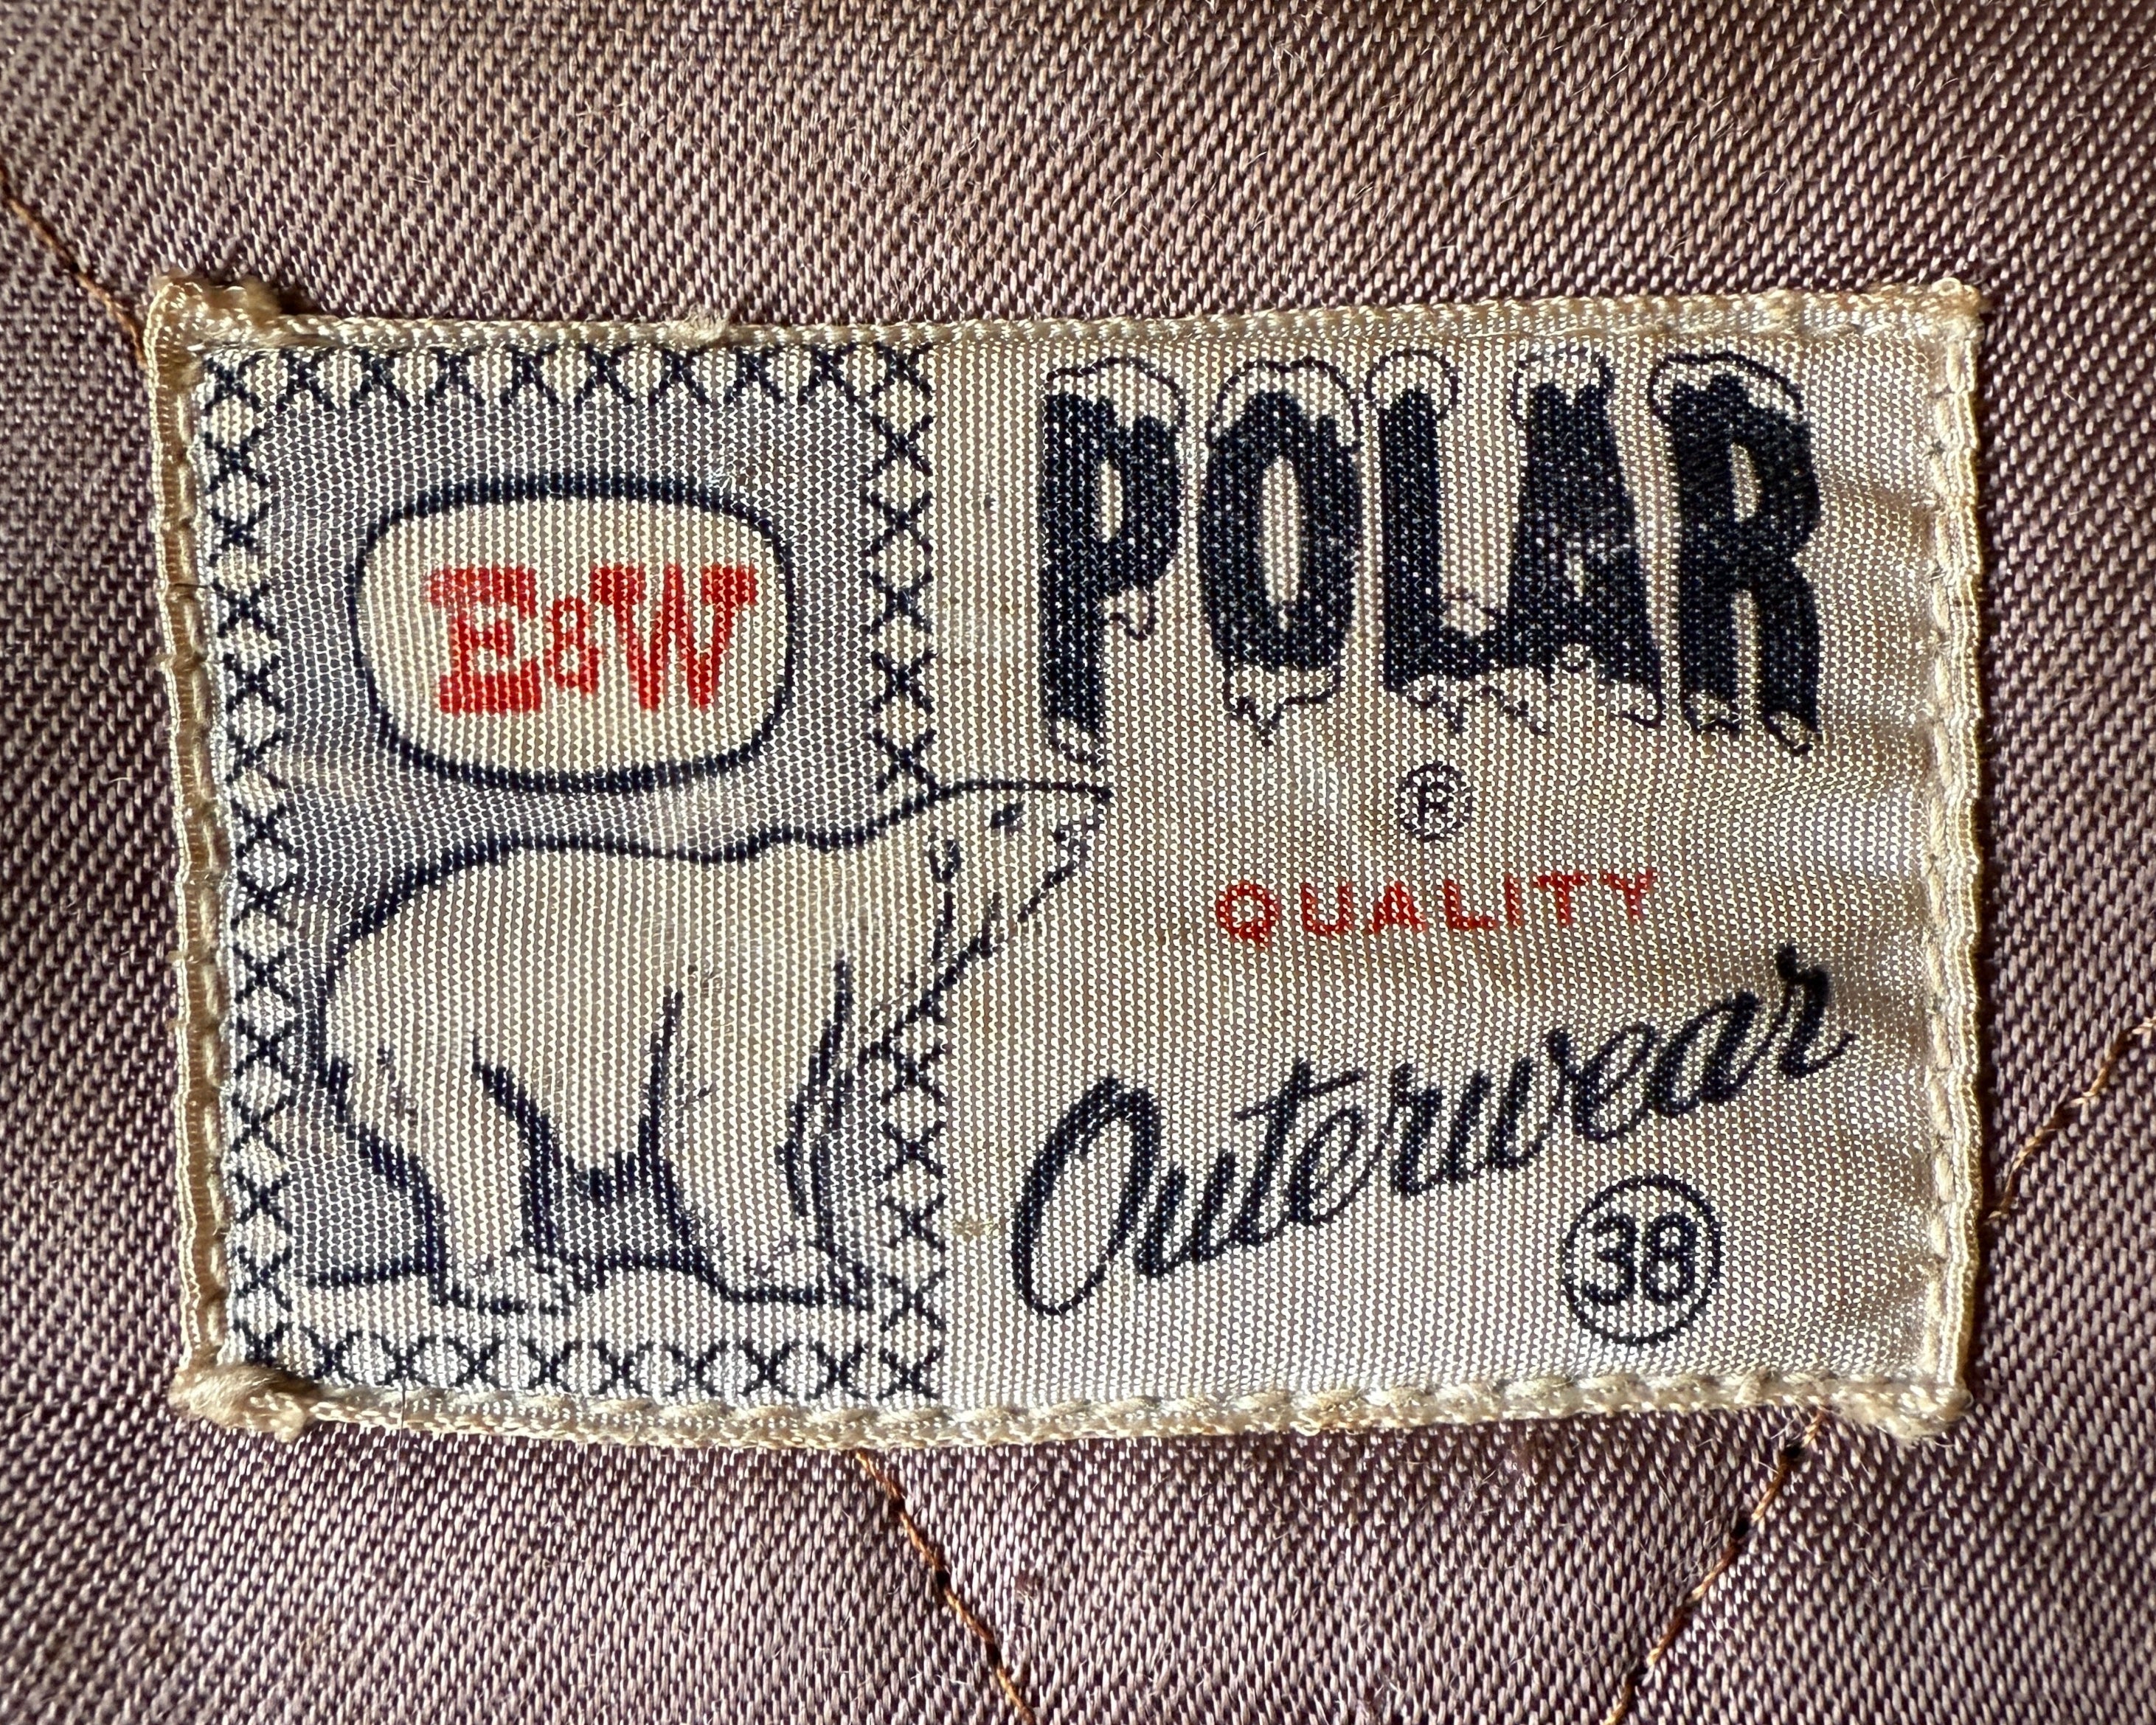 E&W
POLAR
®
QUALITY
Outerwear
38